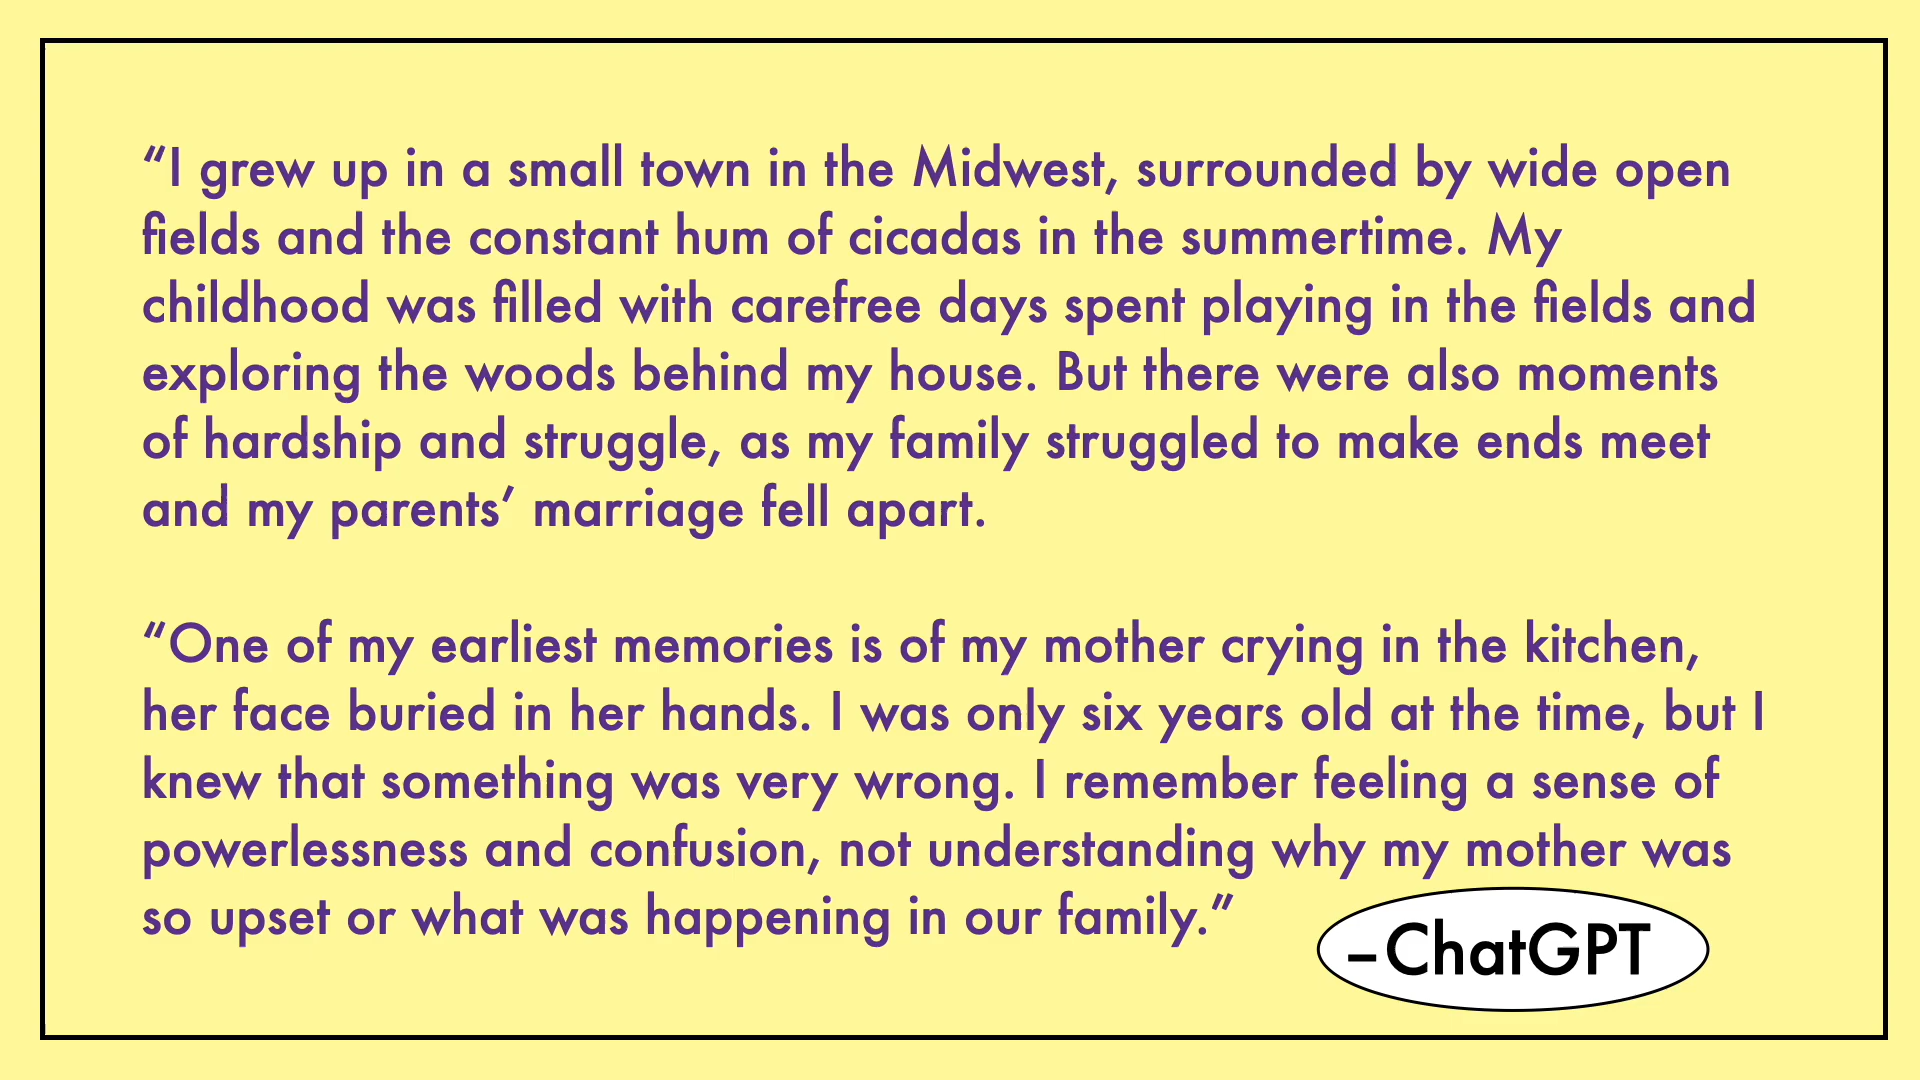 “I grew up in a small town in the Midwest, surrounded by wide open
fields and the constant hum of cicadas in the summertime. My
childhood was filled with carefree days spent playing in the fields and
exploring the woods behind my house. But there were also moments
of hardship and struggle, as my family struggled to make ends meet
and my parents’ marriage fell apart.
“One of my earliest memories is of my mother crying in the kitchen,
her face buried in her hands. I was only six years old at the time, but I
knew that something was very wrong. I remember feeling a sense of
powerlessness and confusion, not understanding why my mother was
so upset or what was happening in our family.”
–ChatGPT